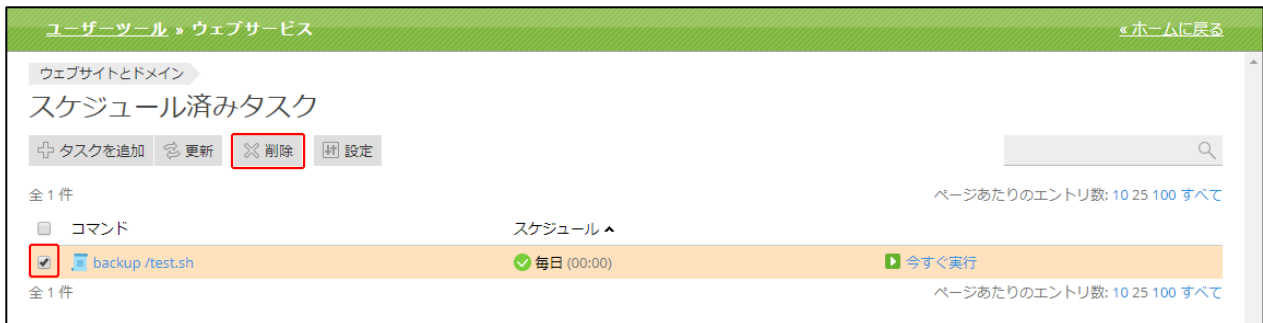 ユーザーツール » ウェブサービス «ホームに戻る
ウェブサイトとドメイン
スケジュール済みタスク
タスクを追加 更新 削除 設定
全 1 件 ページあたりのエントリ数: 10 25 100 すべて
コマンド スケジュール
backup /test.sh 毎日 (00:00) 今すぐ実行
全 1 件 ページあたりのエントリ数: 10 25 100 すべて